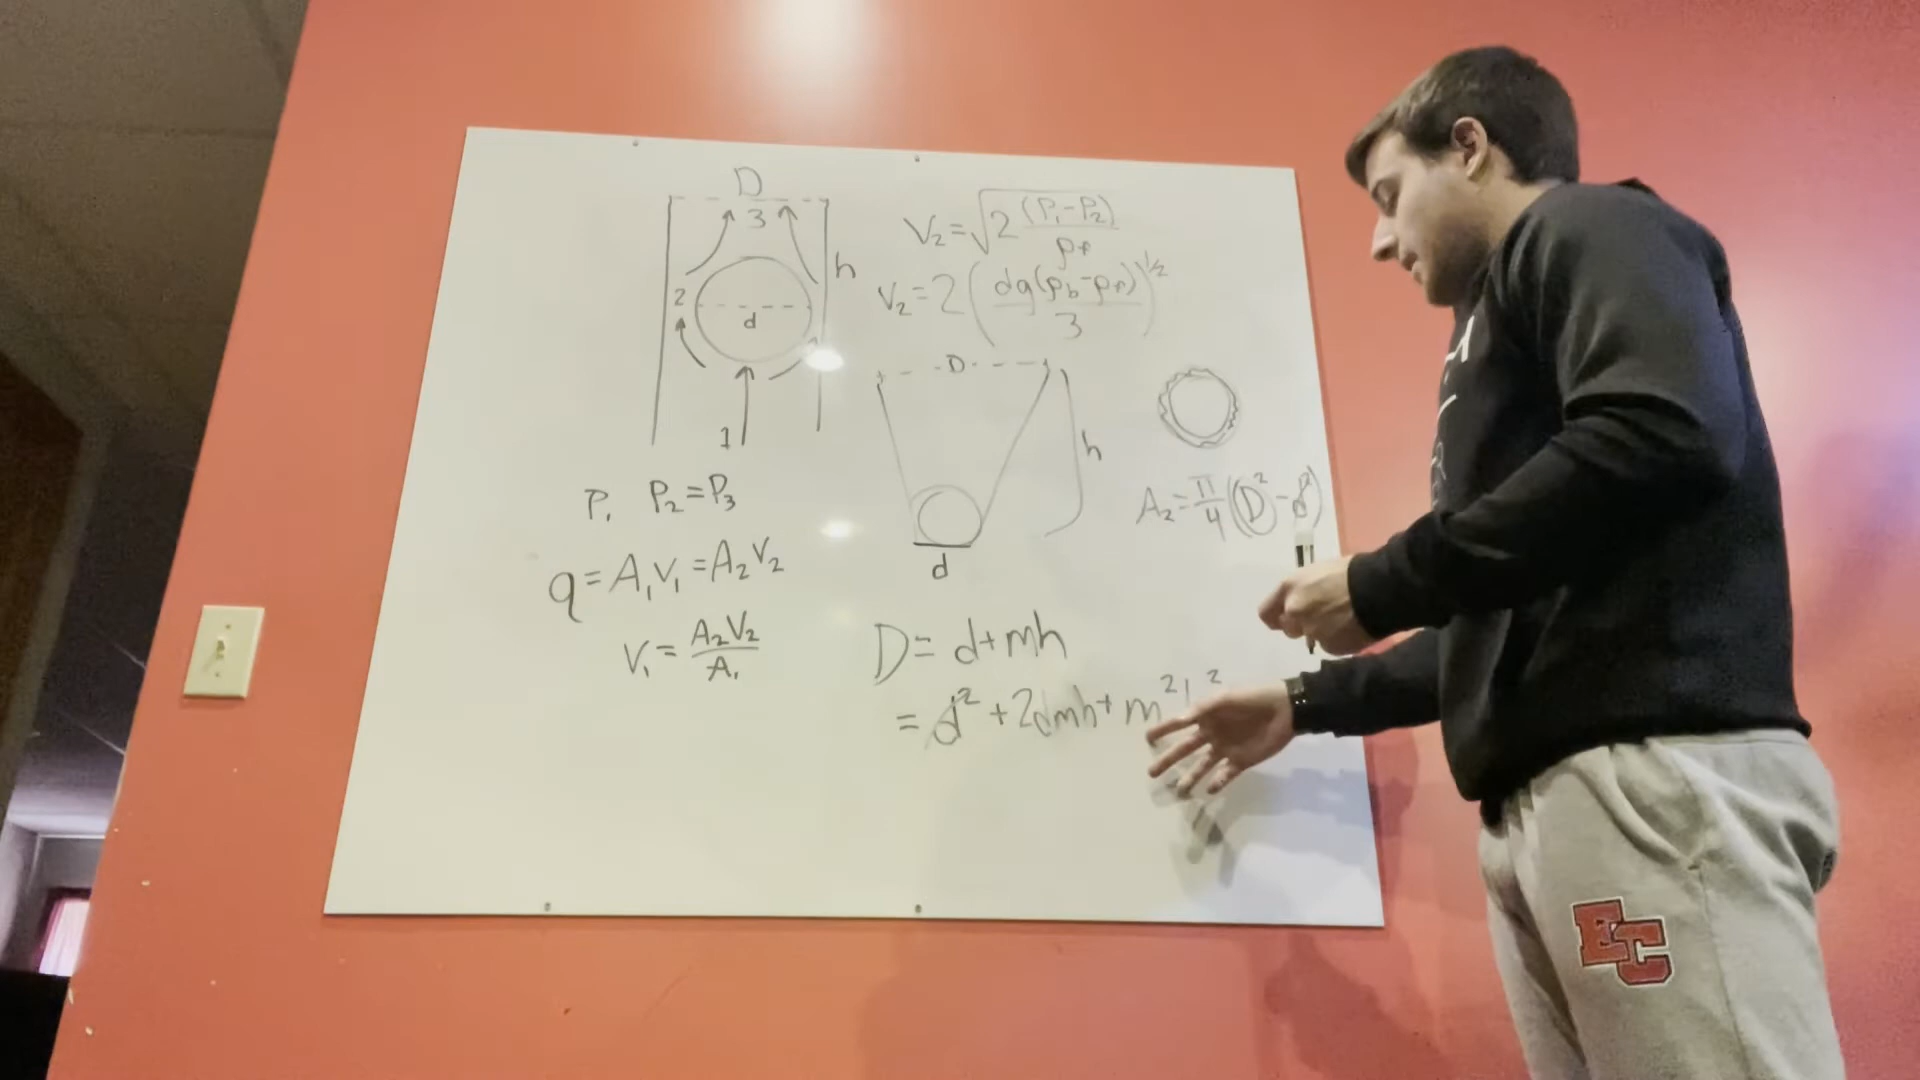 D
3
h
2
d
1
P₁ P₂=P₃
q=A₁V₁=A₂V₂
V₁=A₂V₂/A₁
V₂=√(2(P₁-P₂)/ρf)
V₂=2(dg(ρb-ρf)/3)^1/2
D
h
d
A₂=π/4(D²-d²)
D=d+mh
=d²+2dmh+m²h²
EC